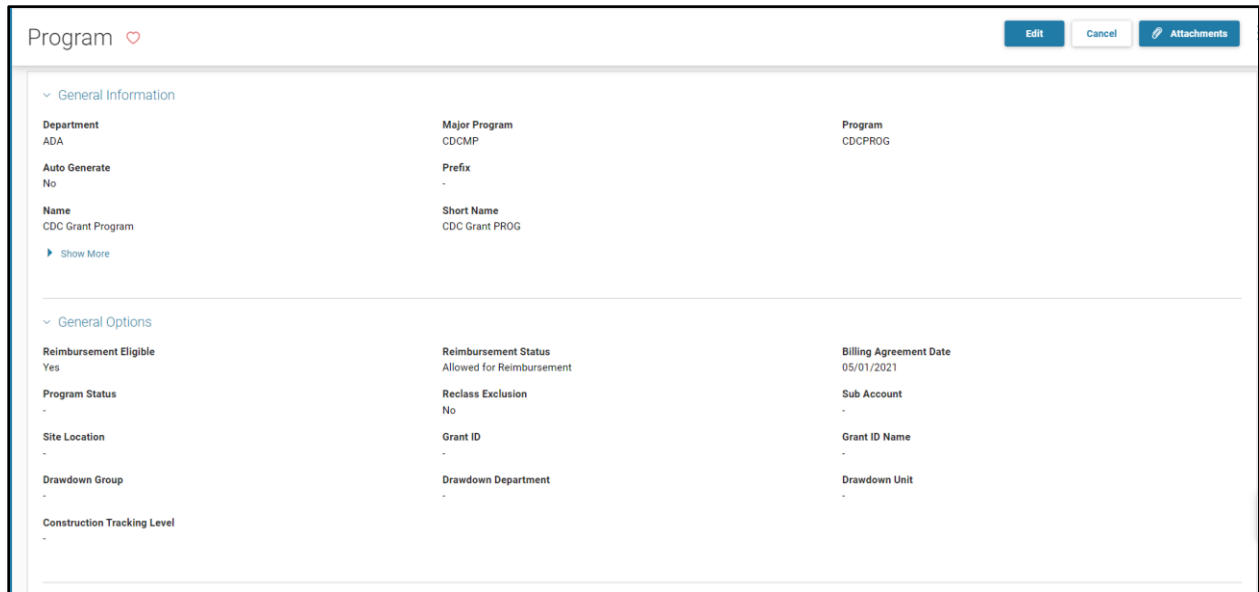 Program
Edit
Cancel
Attachments
General Information
Department
Major Program
Program
ADA
CDCMP
CDCPROG
Auto Generate
Prefix
No
-
Name
Short Name
CDC Grant Program
CDC Grant PROG
Show More
General Options
Reimbursement Eligible
Reimbursement Status
Billing Agreement Date
Yes
Allowed for Reimbursement
05/01/2021
Program Status
Reclass Exclusion
Sub Account
-
No
-
Site Location
Grant ID
Grant ID Name
-
-
-
Drawdown Group
Drawdown Department
Drawdown Unit
-
-
-
Construction Tracking Level
-